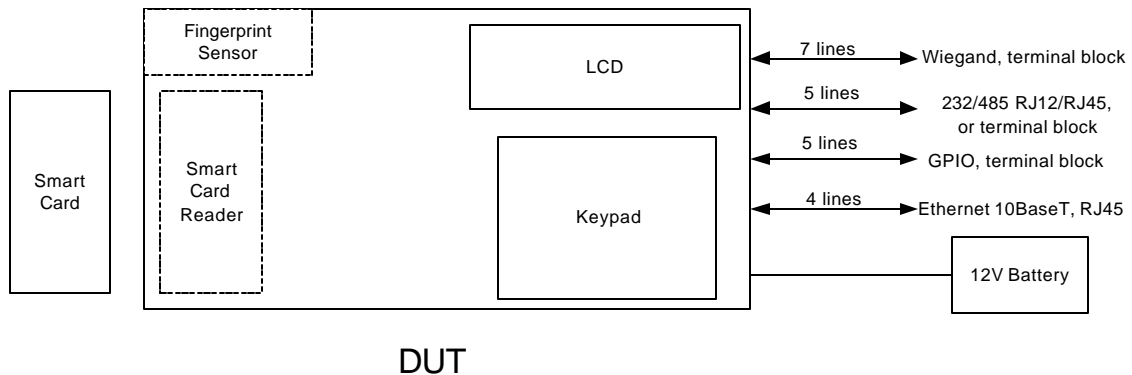 Fingerprint
Sensor
LCD
7 lines
Wiegand, terminal block
5 lines
232/485 RJ12/RJ45,
or terminal block
5 lines
GPIO, terminal block
Smart
Card
Smart
Card
Reader
Keypad
4 lines
Ethernet 10BaseT, RJ45
12V Battery
DUT